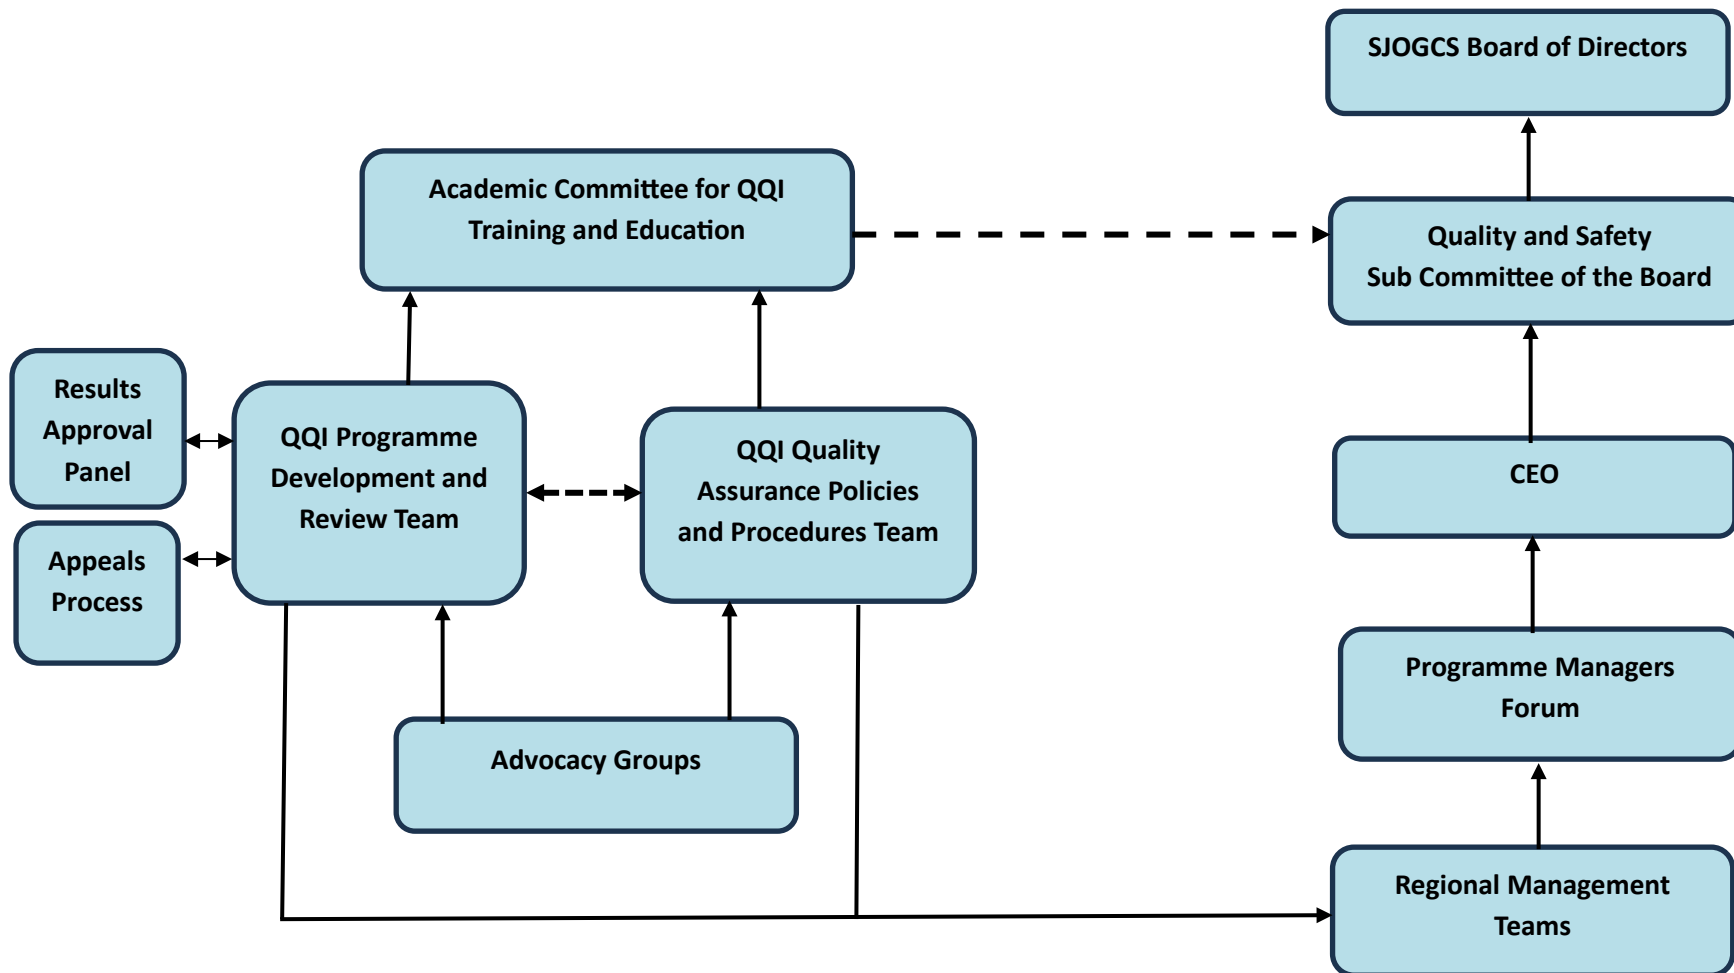 SJOGCS Board of Directors
Academic Committee for QQI
Training and Education
Quality and Safety
Sub Committee of the Board
Results
Approval
Panel
QQI Programme
Development and
Review Team
QQI Quality
Assurance Policies
and Procedures Team
CEO
Appeals
Process
Programme Managers
Forum
Advocacy Groups
Regional Management
Teams